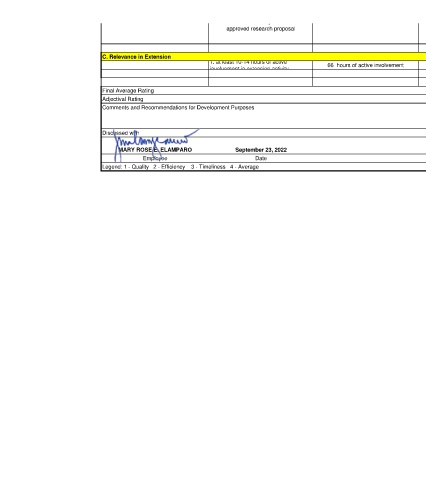 approved research proposal
C. Relevance in Extension
1. at least 10-14 hours of active
involvement in extension activity
66 hours of active involvement
Final Average Rating
Adjectival Rating
Comments and Recommendations for Development Purposes
Discussed with
MARY ROSE E. ELAMPARO September 23, 2022
Employee Date
Legend: 1 - Quality 2 - Efficiency 3 - Timeliness 4 - Average